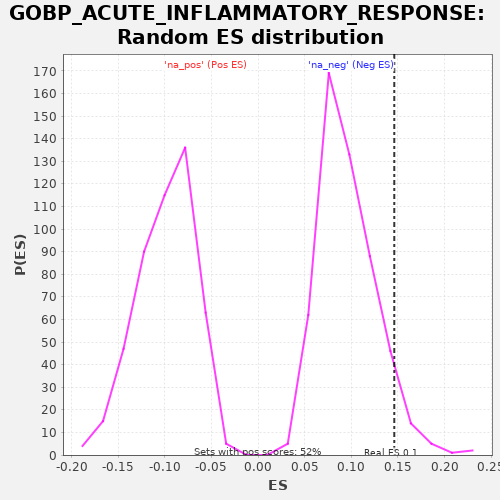 GOBP_ACUTE_INFLAMMATORY_RESPONSE:
Random ES distribution
'na_pos' (Pos ES) 'na_neg' (Neg ES)
170
160
150
140
130
120
110
100
90
80
70
60
50
40
30
20
10
0
P(ES)
Sets with pos scores: 52% Real ES 0.1
-0.20 -0.15 -0.10 -0.05 0.00 0.05 0.10 0.15 0.20 0.25
ES